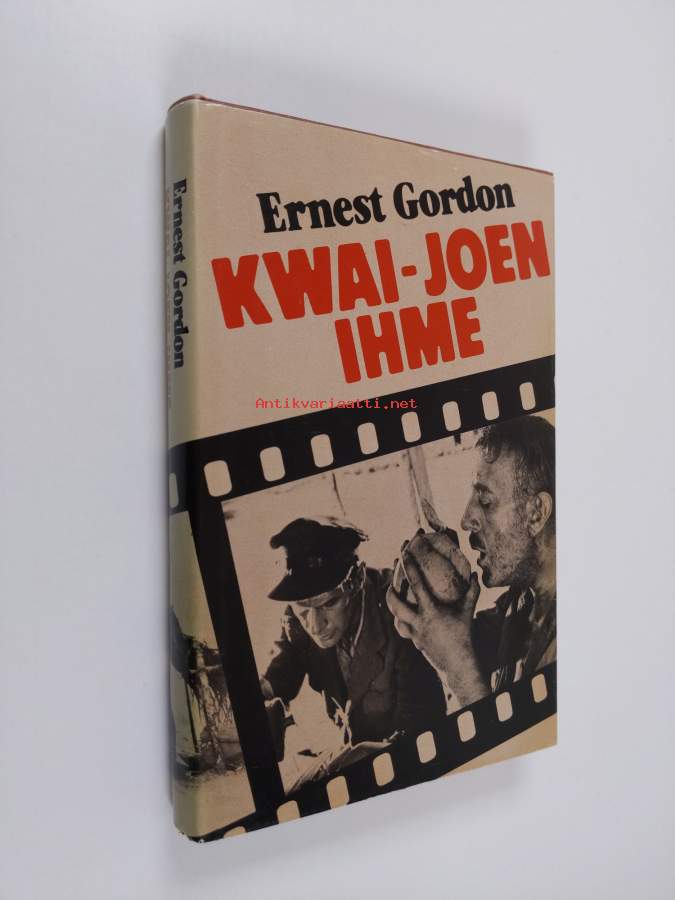 Ernest Gordon
KWAI-JOEN
IHME
Antikvariaatti.net
Ernest Gordon